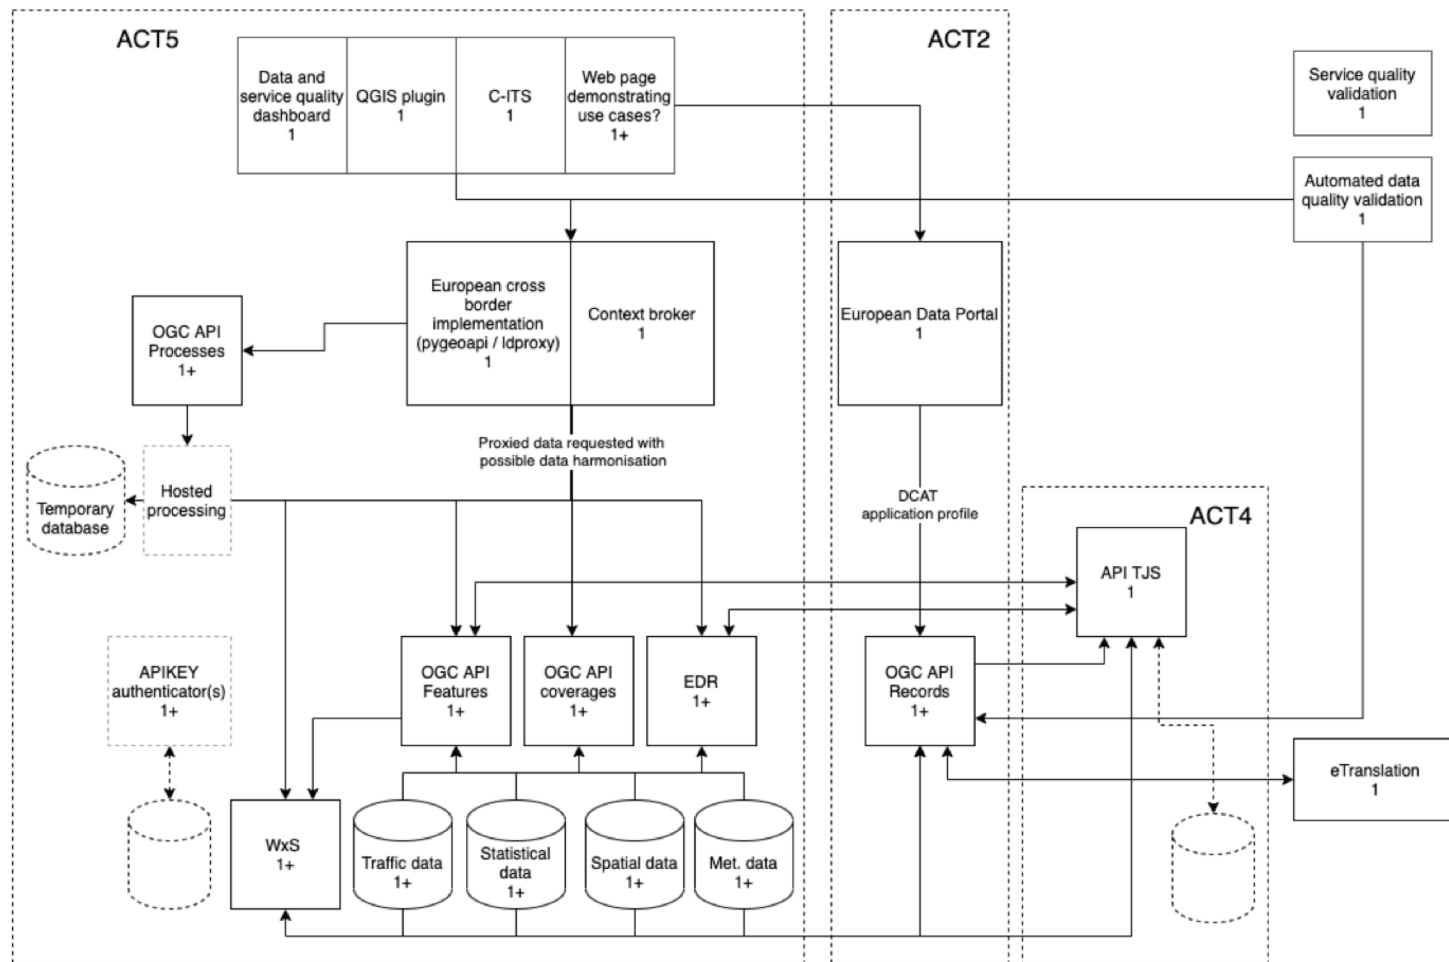 ACT5
ACT2
Data and
service quality
dashboard
1
QGIS plugin
1
C-ITS
1
Web page
demonstrating
use cases?
1+
Service quality
validation
1
Automated data
quality validation
1
European cross
border
implementation
(pygeoapi / ldproxy)
1
Context broker
1
European Data Portal
1
OGC API
Processes
1+
Proxied data requested with
possible data harmonisation
Temporary
database
Hosted
processing
DCAT
application profile
ACT4
API TJS
1
APIKEY
authenticator(s)
1+
OGC API
Features
1+
OGC API
coverages
1+
EDR
1+
OGC API
Records
1+
eTranslation
1
WxS
1+
Traffic data
1+
Statistical
data
1+
Spatial data
1+
Met. data
1+